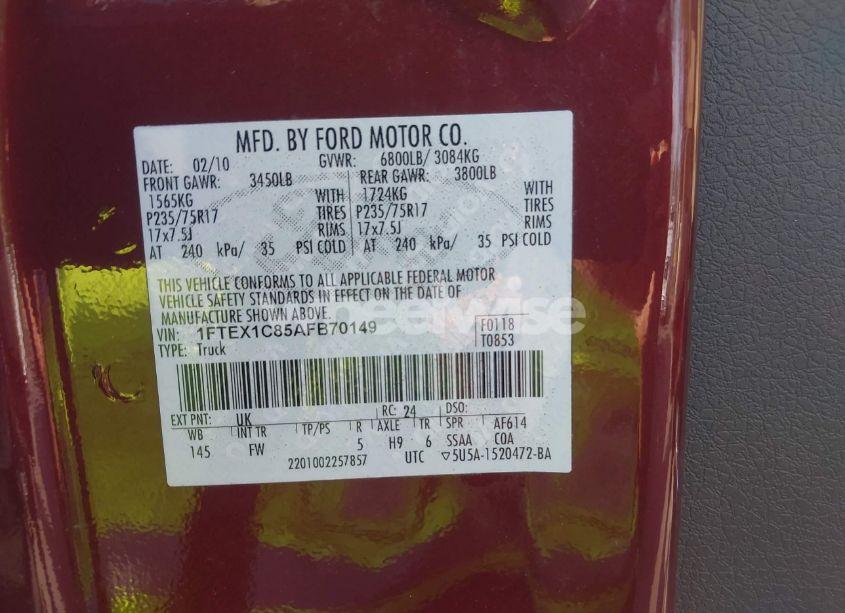 MFD. BY FORD MOTOR CO.
DATE: 02/10 GVWR: 6800LB/ 3084KG
FRONT GAWR: 3450LB REAR GAWR: 3800LB
1565KG WITH 1724KG WITH
P235/75R17 TIRES P235/75R17 TIRES
17x7.5J RIMS 17x7.5J RIMS
AT 240 kPa/ 35 PSI COLD AT 240 kPa/ 35 PSI COLD
THIS VEHICLE CONFORMS TO ALL APPLICABLE FEDERAL MOTOR
VEHICLE SAFETY STANDARDS IN EFFECT ON THE DATE OF
MANUFACTURE SHOWN ABOVE.
VIN: 1FTEX1C85AFB70149 F0118
TYPE: Truck T0853
EXT PNT: UK RC: 24 DSO:
WB INT TR TP/PS R AXLE TR SPR AF614
145 FW 5 H9 6 SSAA CQA
2201002257857 UTC ▽5U5A-1520472-BA